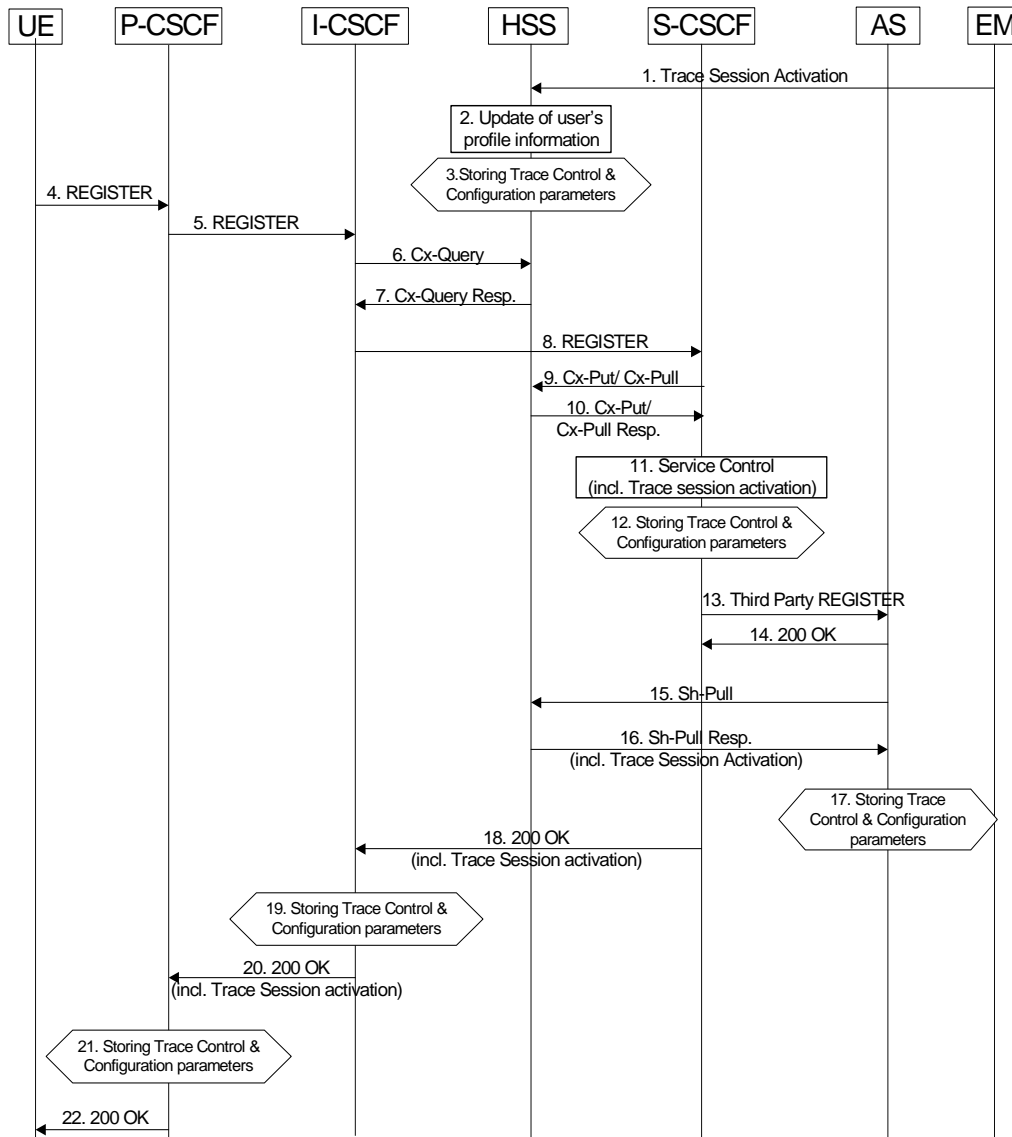 UE
P-CSCF
I-CSCF
HSS
S-CSCF
AS
EM
1. Trace Session Activation
2. Update of user's
profile information
3.Storing Trace Control &
Configuration parameters
4. REGISTER
5. REGISTER
6. Cx-Query
7. Cx-Query Resp.
8. REGISTER
9. Cx-Put/ Cx-Pull
10. Cx-Put/
Cx-Pull Resp.
11. Service Control
(incl. Trace session activation)
12. Storing Trace Control &
Configuration parameters
13. Third Party REGISTER
14. 200 OK
15. Sh-Pull
16. Sh-Pull Resp.
(incl. Trace Session Activation)
17. Storing Trace
Control & Configuration
parameters
18. 200 OK
(incl. Trace Session activation)
19. Storing Trace Control &
Configuration parameters
20. 200 OK
(incl. Trace Session activation)
21. Storing Trace Control &
Configuration parameters
22. 200 OK